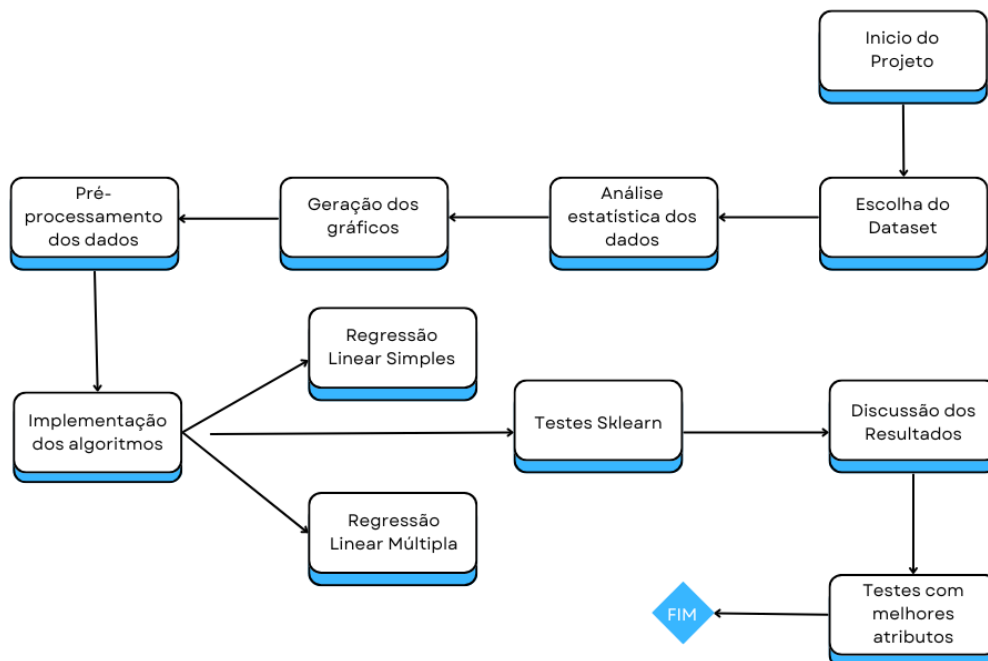 Inicio do
Projeto
Escolha do
Dataset
Análise
estatística dos
dados
Geração dos
gráficos
Pré-
processamento
dos dados
Implementação
dos algoritmos
Regressão
Linear Simples
Regressão
Linear Múltipla
Testes Sklearn
Discussão dos
Resultados
Testes com
melhores
atributos
FIM